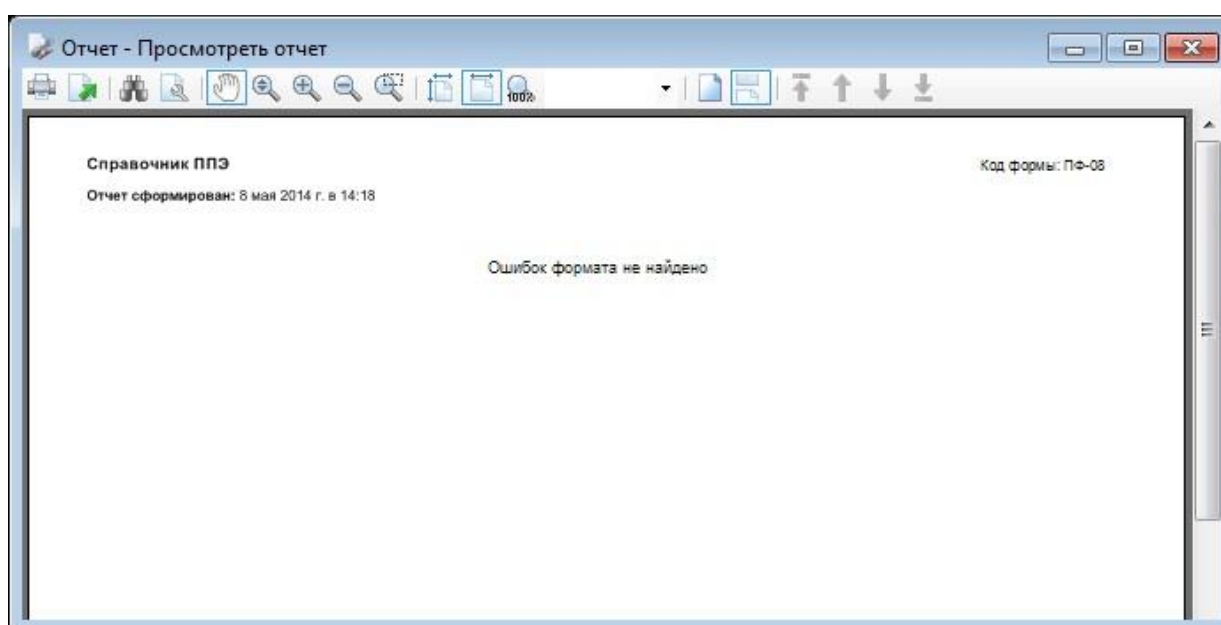 Отчет - Просмотреть отчет
100%
Справочник ППЭ
Код формы: ПФ-08
Отчет сформирован: 8 мая 2014 г. в 14:18
Ошибок формата не найдено